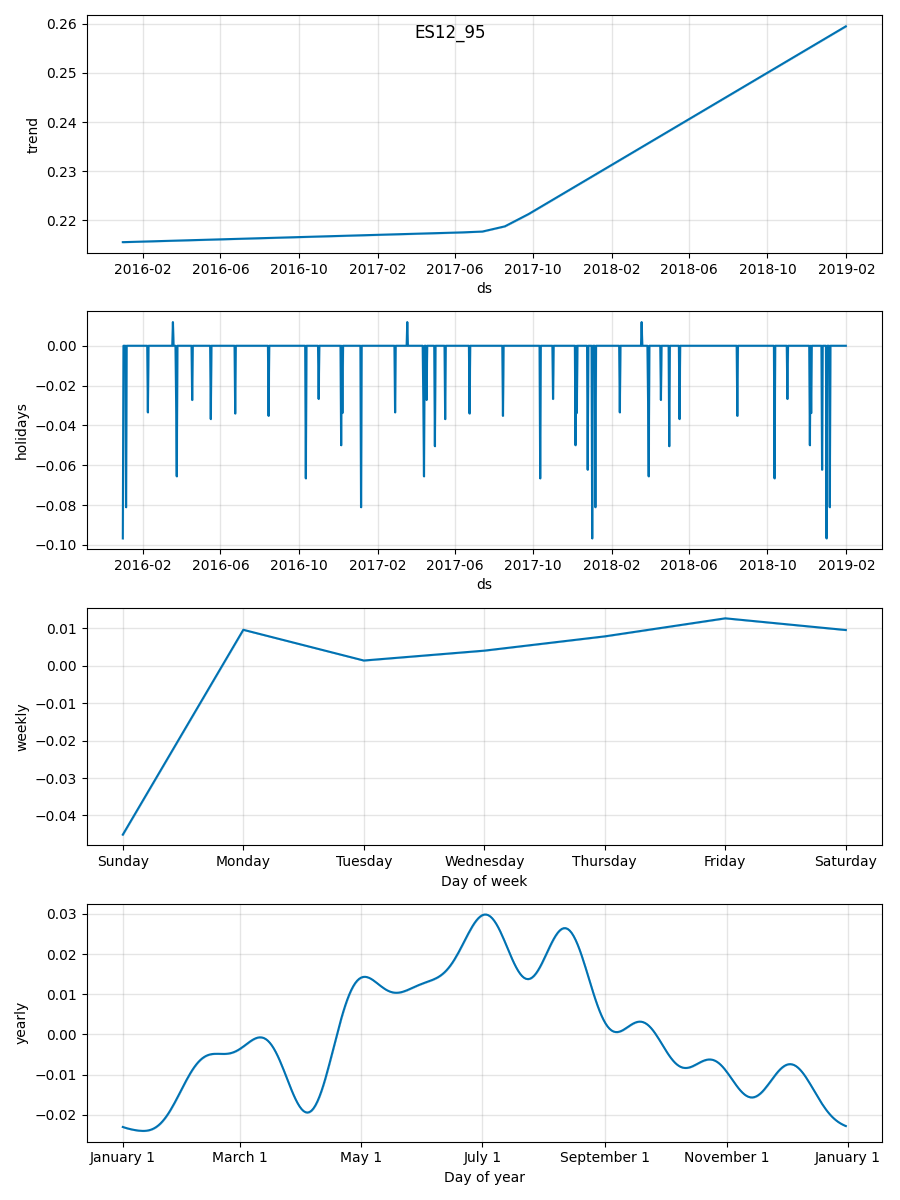 ES12_95
0.26
0.25
0.24
0.23
0.22
trend
2016-02 2016-06 2016-10 2017-02 2017-06 2017-10 2018-02 2018-06 2018-10 2019-02
ds
0.00
−0.02
−0.04
−0.06
−0.08
−0.10
holidays
2016-02 2016-06 2016-10 2017-02 2017-06 2017-10 2018-02 2018-06 2018-10 2019-02
ds
0.01
0.00
−0.01
−0.02
−0.03
−0.04
weekly
Sunday Monday Tuesday Wednesday Thursday Friday Saturday
Day of week
0.03
0.02
0.01
0.00
−0.01
−0.02
yearly
January 1 March 1 May 1 July 1 September 1 November 1 January 1
Day of year